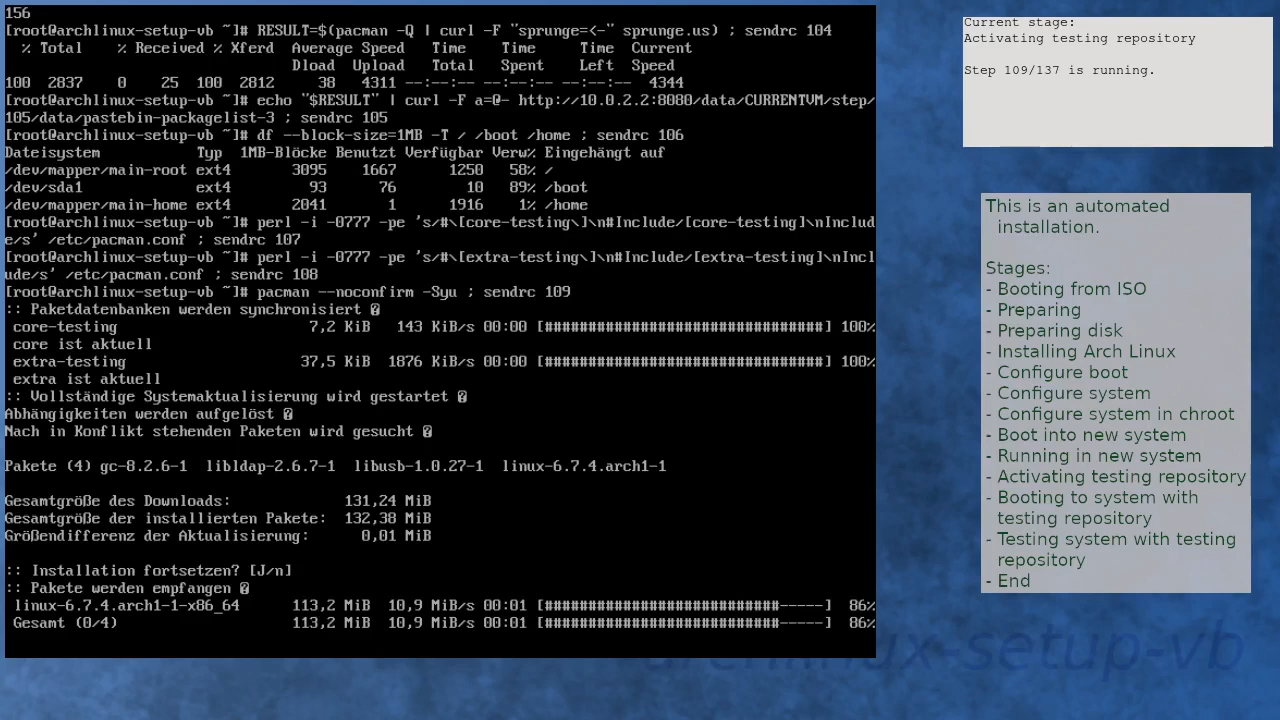 156
[root@archlinux-setup-vb ~]# RESULT=$(pacman -Q | curl -F "sprunge=<-" sprunge.us) ; sendrc 104
% Total % Received % Xferd Average Speed Time Time Time Current
Dload Upload Total Spent Left Speed
100 2837 0 25 100 2812 38 4311 --:--:-- --:--:-- --:--:-- 4344
[root@archlinux-setup-vb ~]# echo "$RESULT" | curl -F a=@- http://10.0.2.2:8080/data/CURRENTVM/step/
105/data/pastebin-packagelist-3 ; sendrc 105
[root@archlinux-setup-vb ~]# df --block-size=1MB -T / /boot /home ; sendrc 106
Dateisystem Typ 1MB-Blöcke Benutzt Verfügbar Verw% Eingehängt auf
/dev/mapper/main-root ext4 3095 1667 1250 58% /
/dev/sda1 ext4 93 76 10 89% /boot
/dev/mapper/main-home ext4 2041 1 1916 1% /home
[root@archlinux-setup-vb ~]# perl -i -0777 -pe 's/#\[core-testing\]\n#Include/[core-testing]\nInclud
e/s' /etc/pacman.conf ; sendrc 107
[root@archlinux-setup-vb ~]# perl -i -0777 -pe 's/#\[extra-testing\]\n#Include/[extra-testing]\nIncl
ude/s' /etc/pacman.conf ; sendrc 108
[root@archlinux-setup-vb ~]# pacman --noconfirm -Syu ; sendrc 109
:: Paketdatenbanken werden synchronisiert �
core-testing 7,2 KiB 143 KiB/s 00:00 [################################] 100%
core ist aktuell
extra-testing 37,5 KiB 1876 KiB/s 00:00 [################################] 100%
extra ist aktuell
:: Vollständige Systemaktualisierung wird gestartet �
Abhängigkeiten werden aufgelöst �
Nach in Konflikt stehenden Paketen wird gesucht �
Pakete (4) gc-8.2.6-1 libldap-2.6.7-1 libusb-1.0.27-1 linux-6.7.4.arch1-1
Gesamtgröße des Downloads: 131,24 MiB
Gesamtgröße der installierten Pakete: 132,38 MiB
Größendifferenz der Aktualisierung: 0,01 MiB
:: Installation fortsetzen? [J/n]
:: Pakete werden empfangen �
linux-6.7.4.arch1-1-x86_64 113,2 MiB 10,9 MiB/s 00:01 [###########################-----] 86%
Gesamt (0/4) 113,2 MiB 10,9 MiB/s 00:01 [###########################-----] 86%
Current stage:
Activating testing repository
Step 109/137 is running.
This is an automated
installation.
Stages:
- Booting from ISO
- Preparing
- Preparing disk
- Installing Arch Linux
- Configure boot
- Configure system
- Configure system in chroot
- Boot into new system
- Running in new system
- Activating testing repository
- Booting to system with
testing repository
- Testing system with testing
repository
- End
archlinux-setup-vb